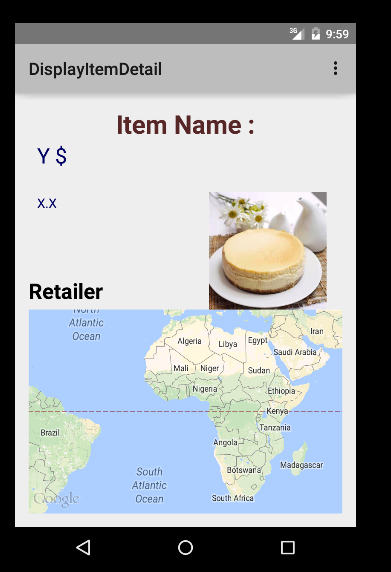 3G 9:59
DisplayItemDetail
Item Name :
Y $
X.X
Retailer
North
Atlantic
Ocean
Algeria
Libya
Egypt
Iran
Saudi Arabia
Mali
Niger
Sudan
Nigeria
Ethiopia
Kenya
Tanzania
Brazil
Angola
Botswana
Madagascar
South
Atlantic
Ocean
South Africa
Google